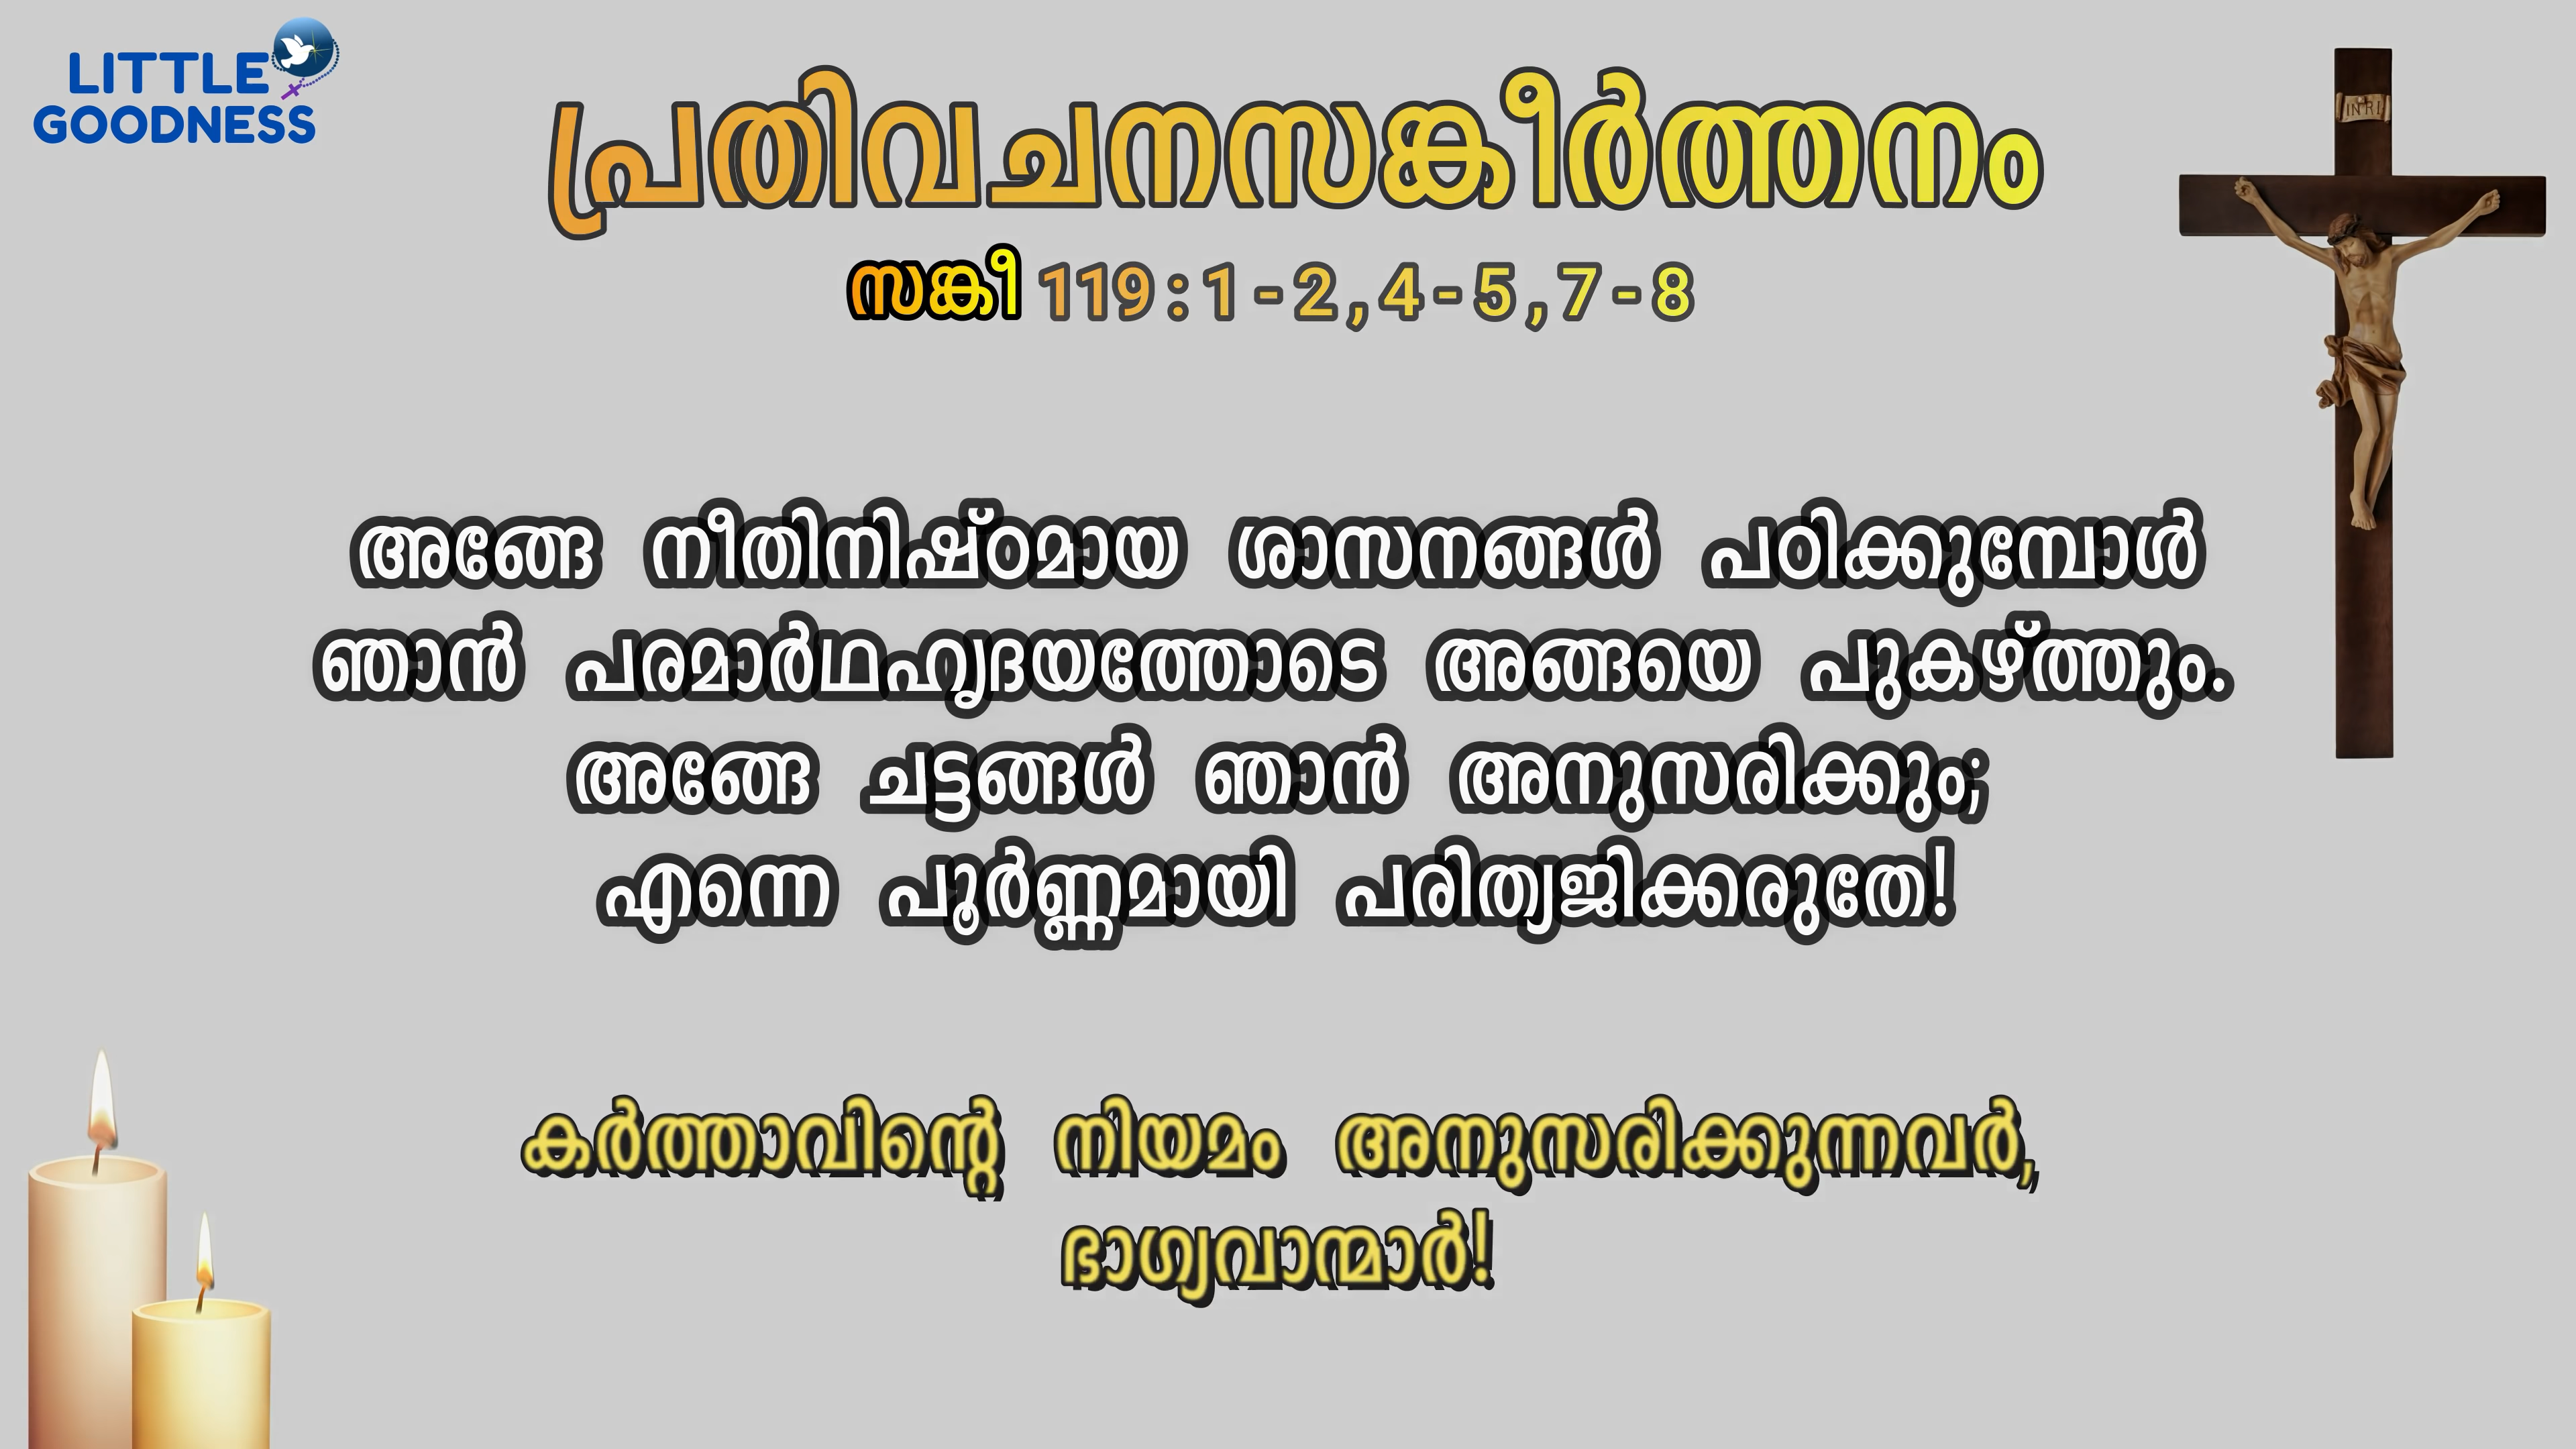 LITTLE
GOODNESS
പ്രതിവചനസങ്കീർത്തനം
INRI
സങ്കീ 119:1-2,4-5,7-8
അങ്ങേ നീതിനിഷ്ഠമായ ശാസനങ്ങൾ പഠിക്കുമ്പോൾ
ഞാൻ പരമാർഥഹൃദയത്തോടെ അങ്ങയെ പുകഴ്ത്തും.
അങ്ങേ ചട്ടങ്ങൾ ഞാൻ അനുസരിക്കും;
എന്നെ പൂർണ്ണമായി പരിത്യജിക്കരുതേ!
കർത്താവിന്റെ നിയമം അനുസരിക്കുന്നവർ,
ഭാഗ്യവാന്മാർ!